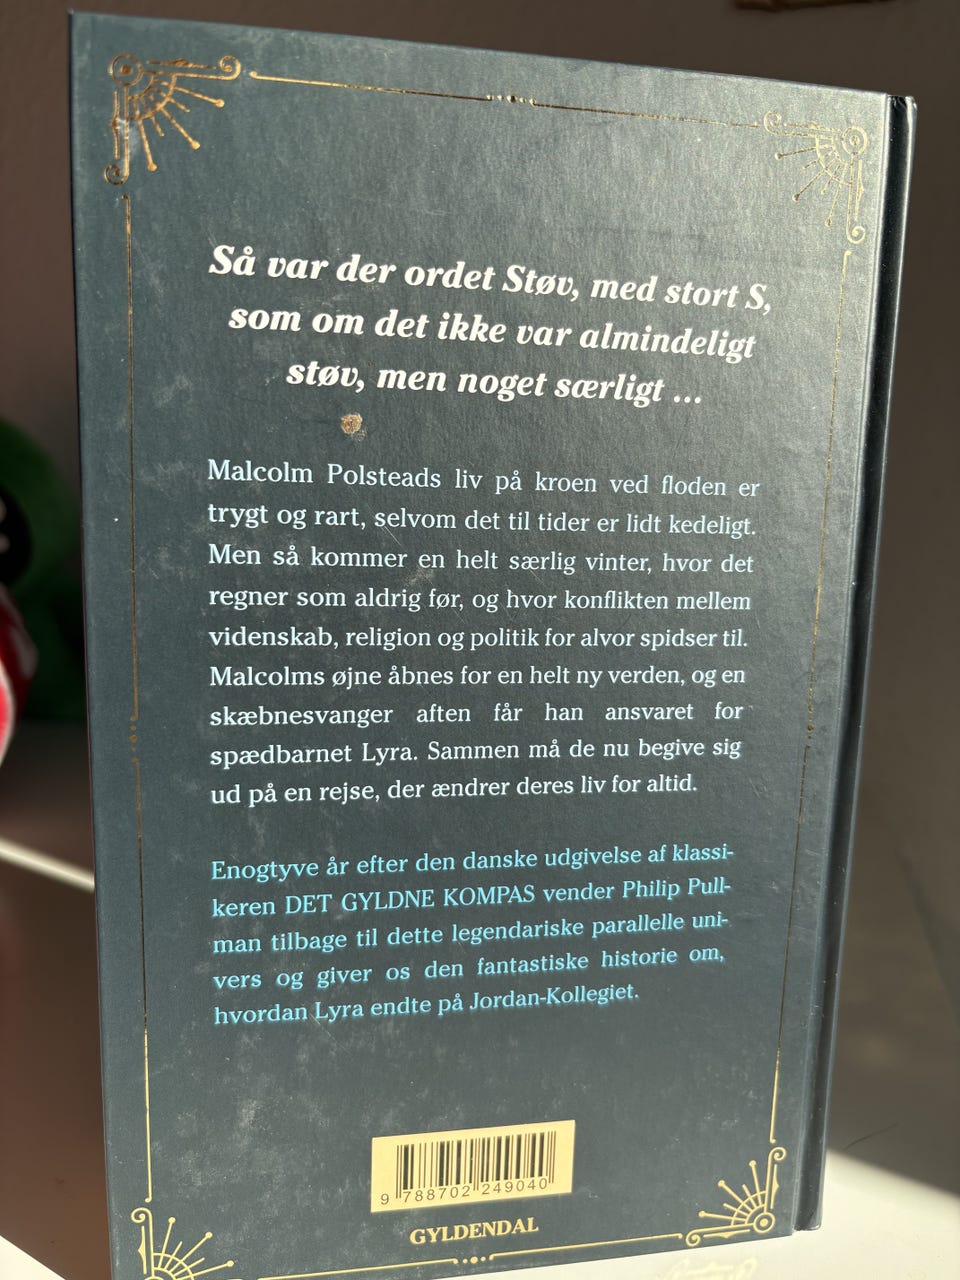 Så var der ordet Støv, med stort S,
som om det ikke var almindeligt
støv, men noget særligt ...
Malcolm Polsteads liv på kroen ved floden er
trygt og rart, selvom det til tider er lidt kedeligt.
Men så kommer en helt særlig vinter, hvor det
regner som aldrig før, og hvor konflikten mellem
videnskab, religion og politik for alvor spidser til.
Malcolms øjne åbnes for en helt ny verden, og en
skæbnesvanger aften får han ansvaret for
spædbarnet Lyra. Sammen må de nu begive sig
ud på en rejse, der ændrer deres liv for altid.
Enogtyve år efter den danske udgivelse af klassi-
keren DET GYLDNE KOMPAS vender Philip Pull-
man tilbage til dette legendariske parallelle uni-
vers og giver os den fantastiske historie om,
hvordan Lyra endte på Jordan-Kollegiet.
9 788702 249040
GYLDENDAL